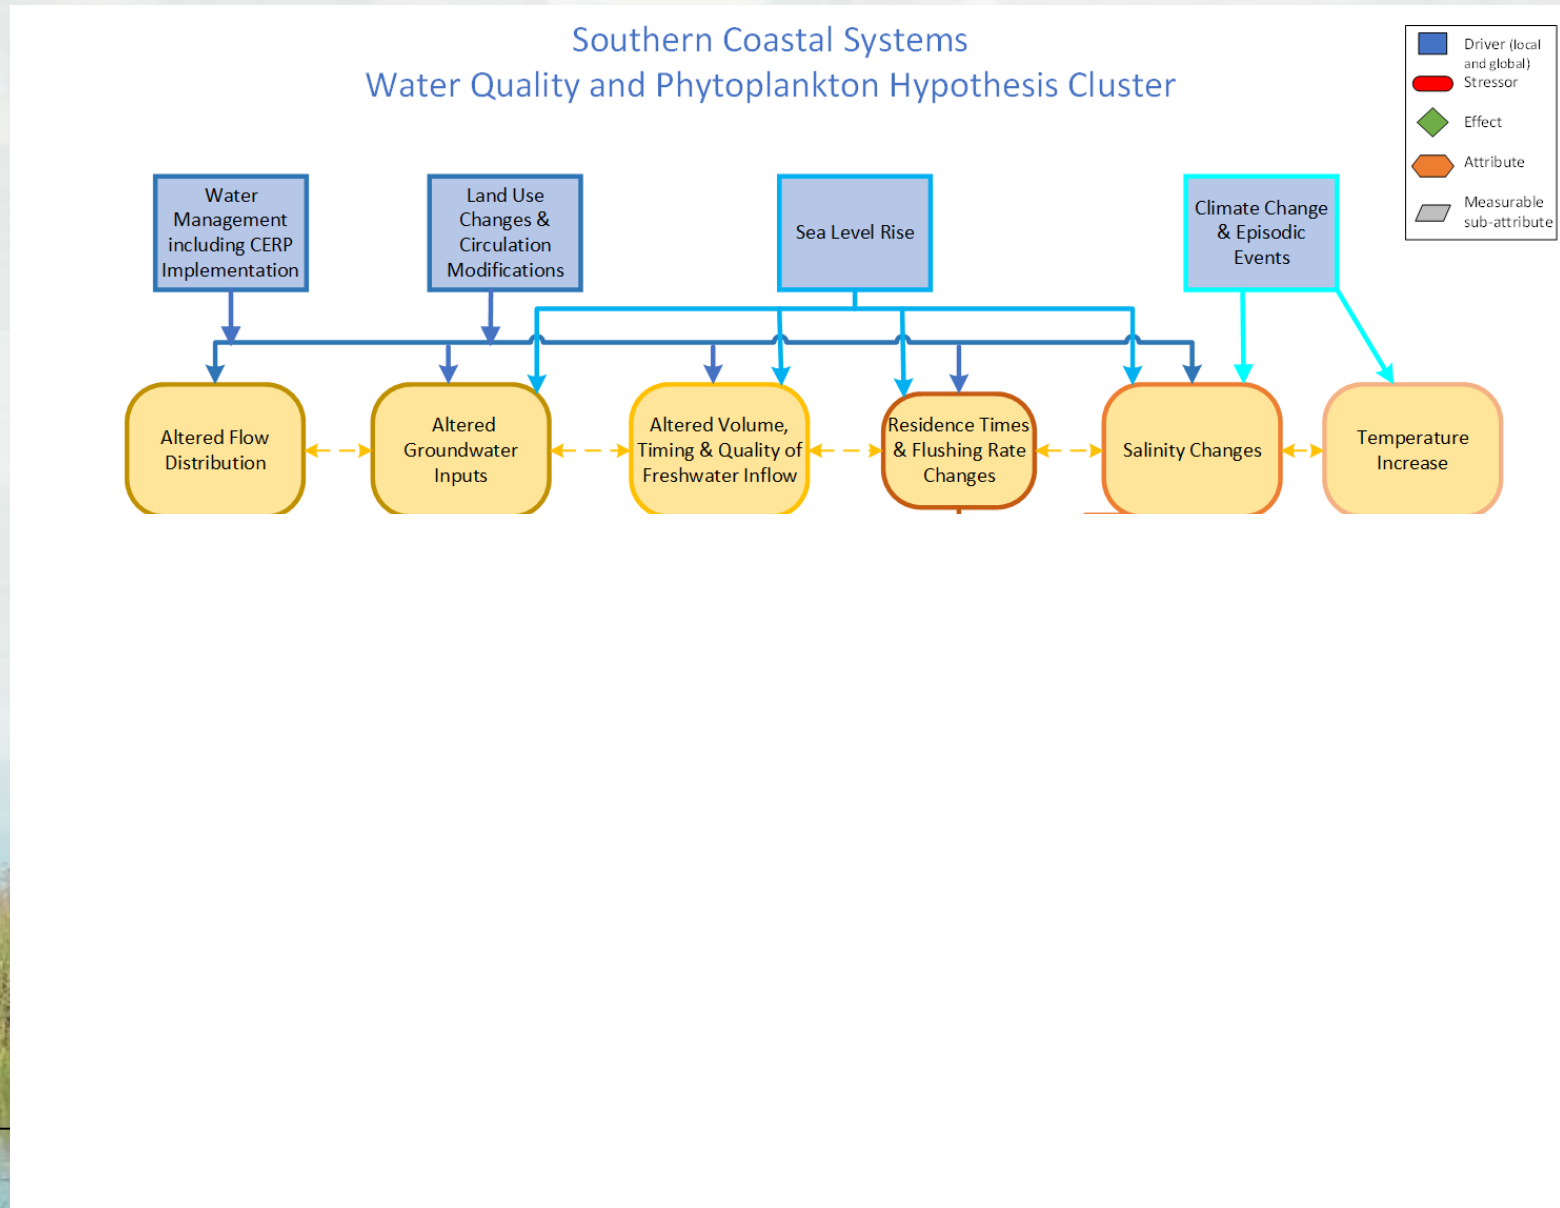 Southern Coastal Systems
Water Quality and Phytoplankton Hypothesis Cluster
Driver (local
and global)
Stressor
Effect
Attribute
Measurable
sub-attribute
Water
Management
including CERP
Implementation
Land Use
Changes &
Circulation
Modifications
Sea Level Rise
Climate Change
& Episodic
Events
Altered Flow
Distribution
Altered
Groundwater
Inputs
Altered Volume,
Timing & Quality of
Freshwater Inflow
Residence Times
& Flushing Rate
Changes
Salinity Changes
Temperature
Increase